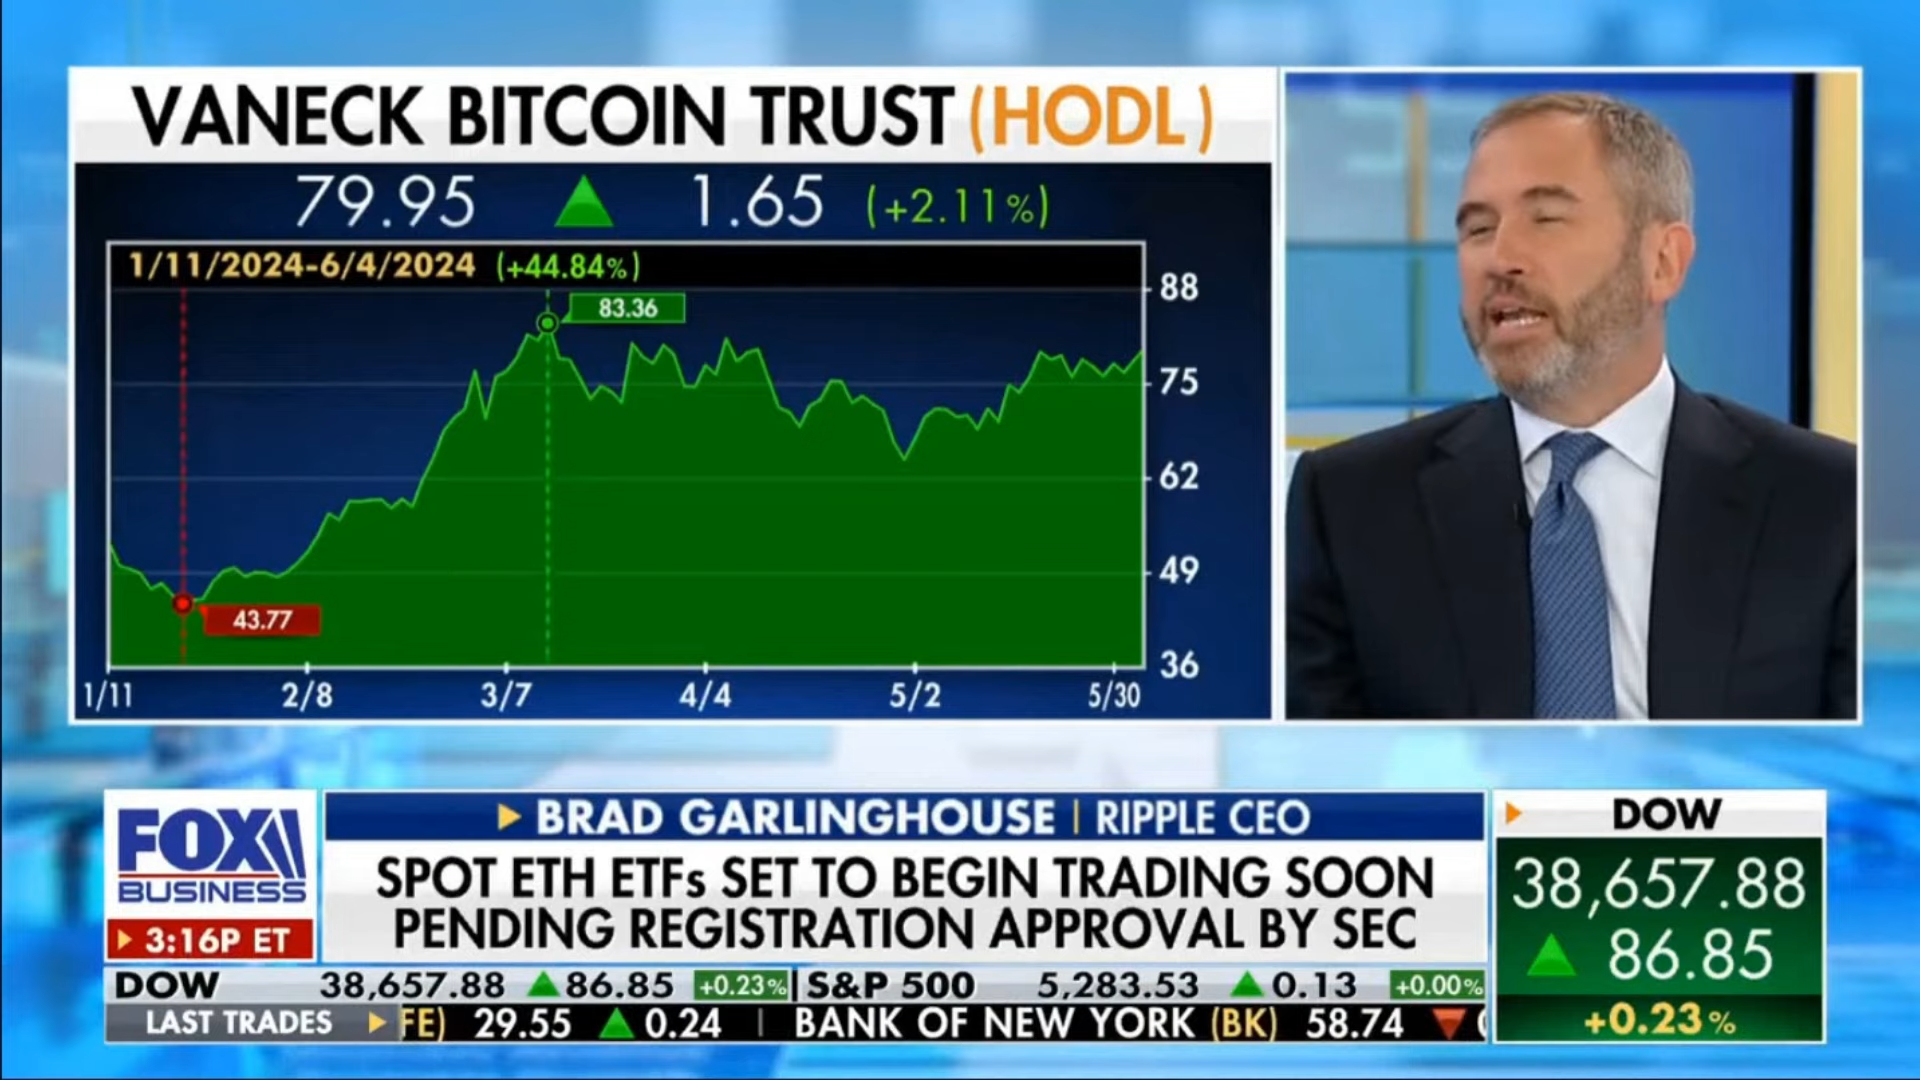 VANECK BITCOIN TRUST (HODL)
79.95 ▲ 1.65 (+2.11%)
1/11/2024-6/4/2024 (+44.84%)
83.36
43.77
88
75
62
49
36
1/11 2/8 3/7 4/4 5/2 5/30
FOX BUSINESS
3:16P ET
BRAD GARLINGHOUSE | RIPPLE CEO
SPOT ETH ETFs SET TO BEGIN TRADING SOON
PENDING REGISTRATION APPROVAL BY SEC
DOW
38,657.88
▲ 86.85
+0.23%
DOW 38,657.88 ▲ 86.85 +0.23% S&P 500 5,283.53 ▲ 0.13 +0.00%
LAST TRADES FE) 29.55 ▲ 0.24 | BANK OF NEW YORK (BK) 58.74 ▼